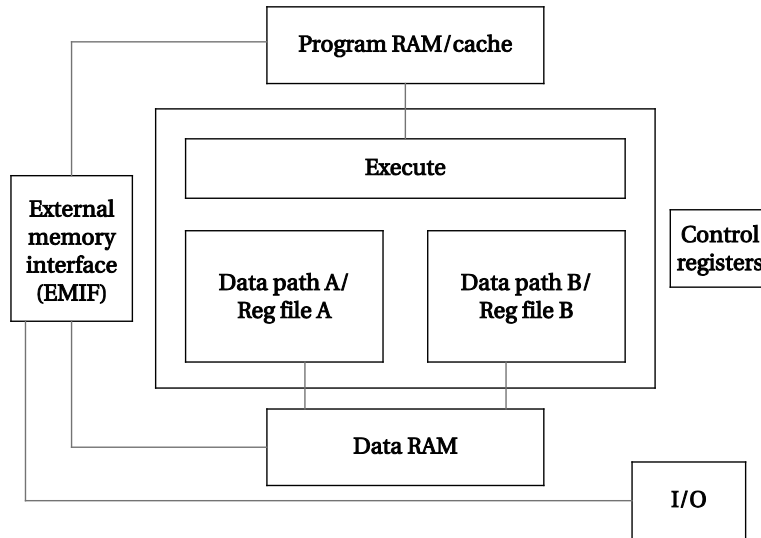 Program RAM/cache
Execute
External
memory
interface
(EMIF)
Control
registers
Data path A/
Reg file A
Data path B/
Reg file B
Data RAM
I/O